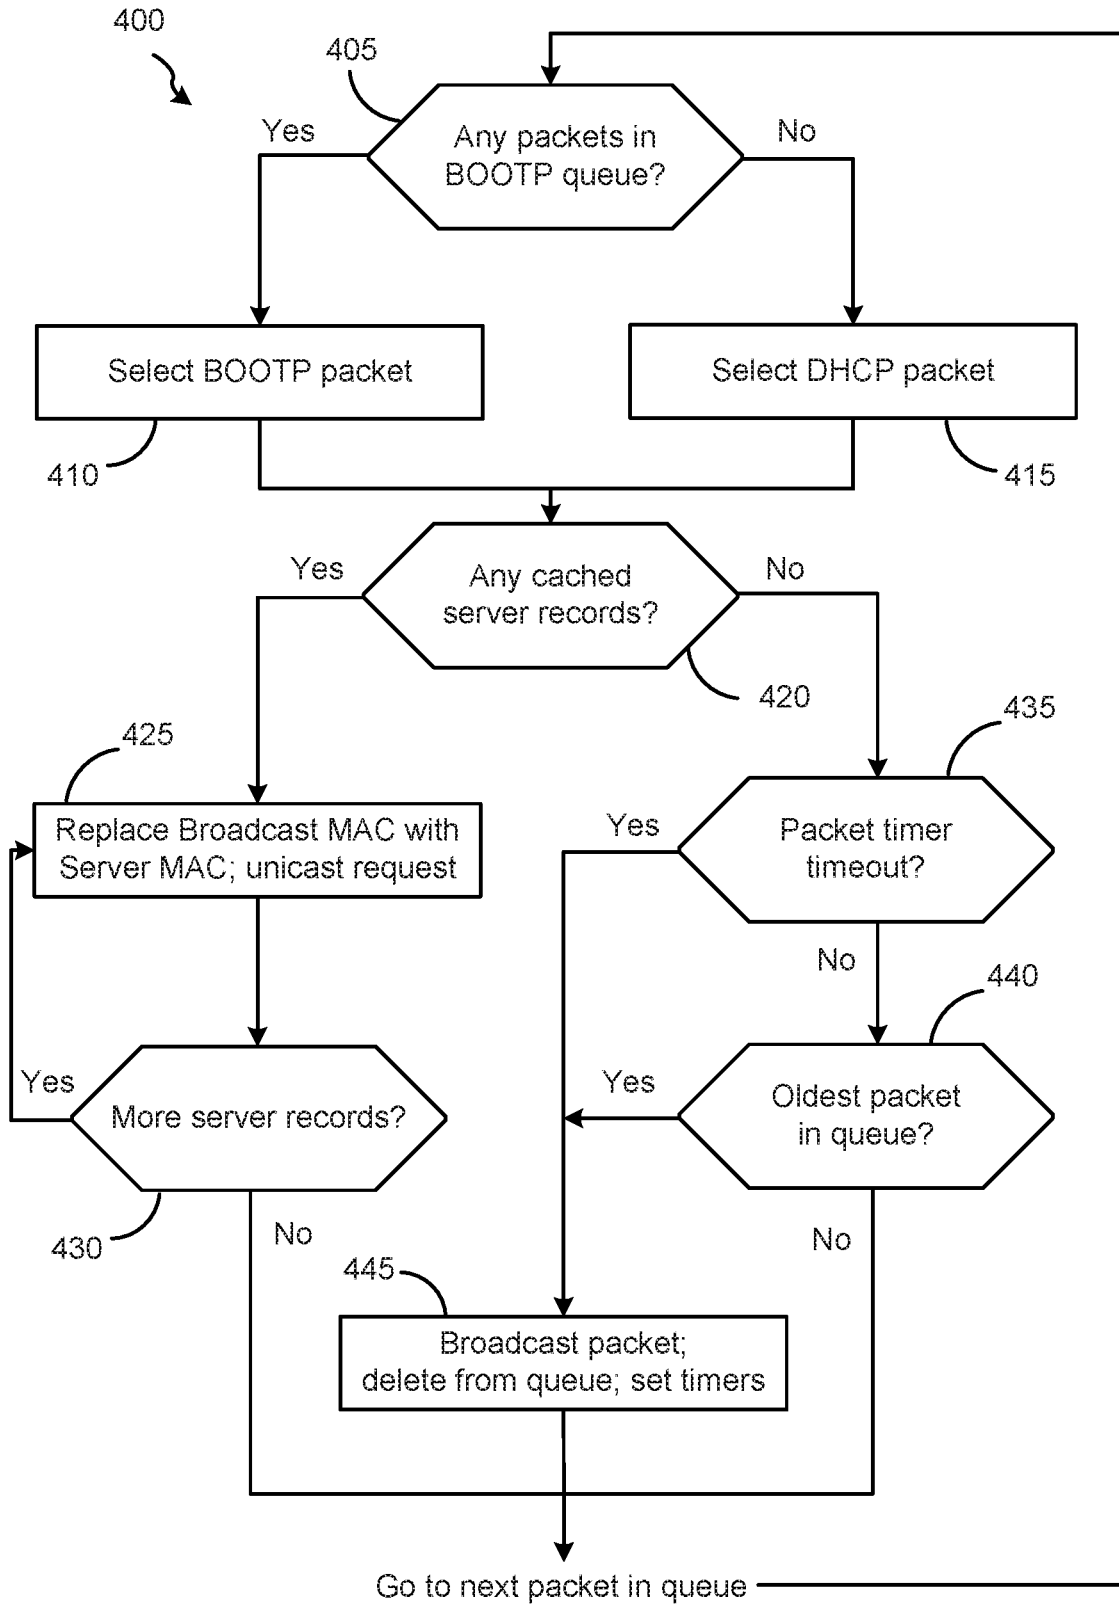 400
405
Yes
Any packets in
BOOTP queue?
No
Select BOOTP packet
Select DHCP packet
410
415
Yes
Any cached
server records?
No
420
425
435
Replace Broadcast MAC with
Server MAC; unicast request
Yes
Packet timer
timeout?
No
440
Yes
More server records?
Yes
Oldest packet
in queue?
430
No
No
445
Broadcast packet;
delete from queue; set timers
Go to next packet in queue